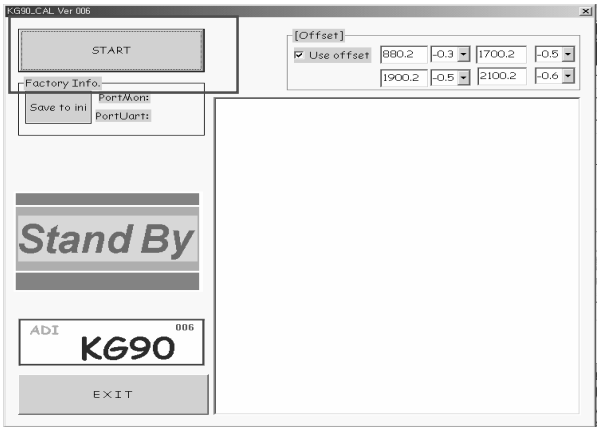 KG90_CAL Ver 006
START
[Offset]
Use offset 880.2 -0.3 1700.2 -0.5
1900.2 -0.5 2100.2 -0.6
Factory Info.
Save to ini
PortMon:
PortUart:
Stand By
ADI 006
KG90
EXIT